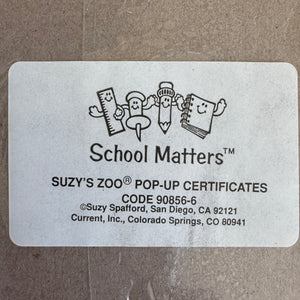 School Matters™
SUZY'S ZOO® POP-UP CERTIFICATES
CODE 90856-6
©Suzy Spafford, San Diego, CA 92121
Current, Inc., Colorado Springs, CO 80941